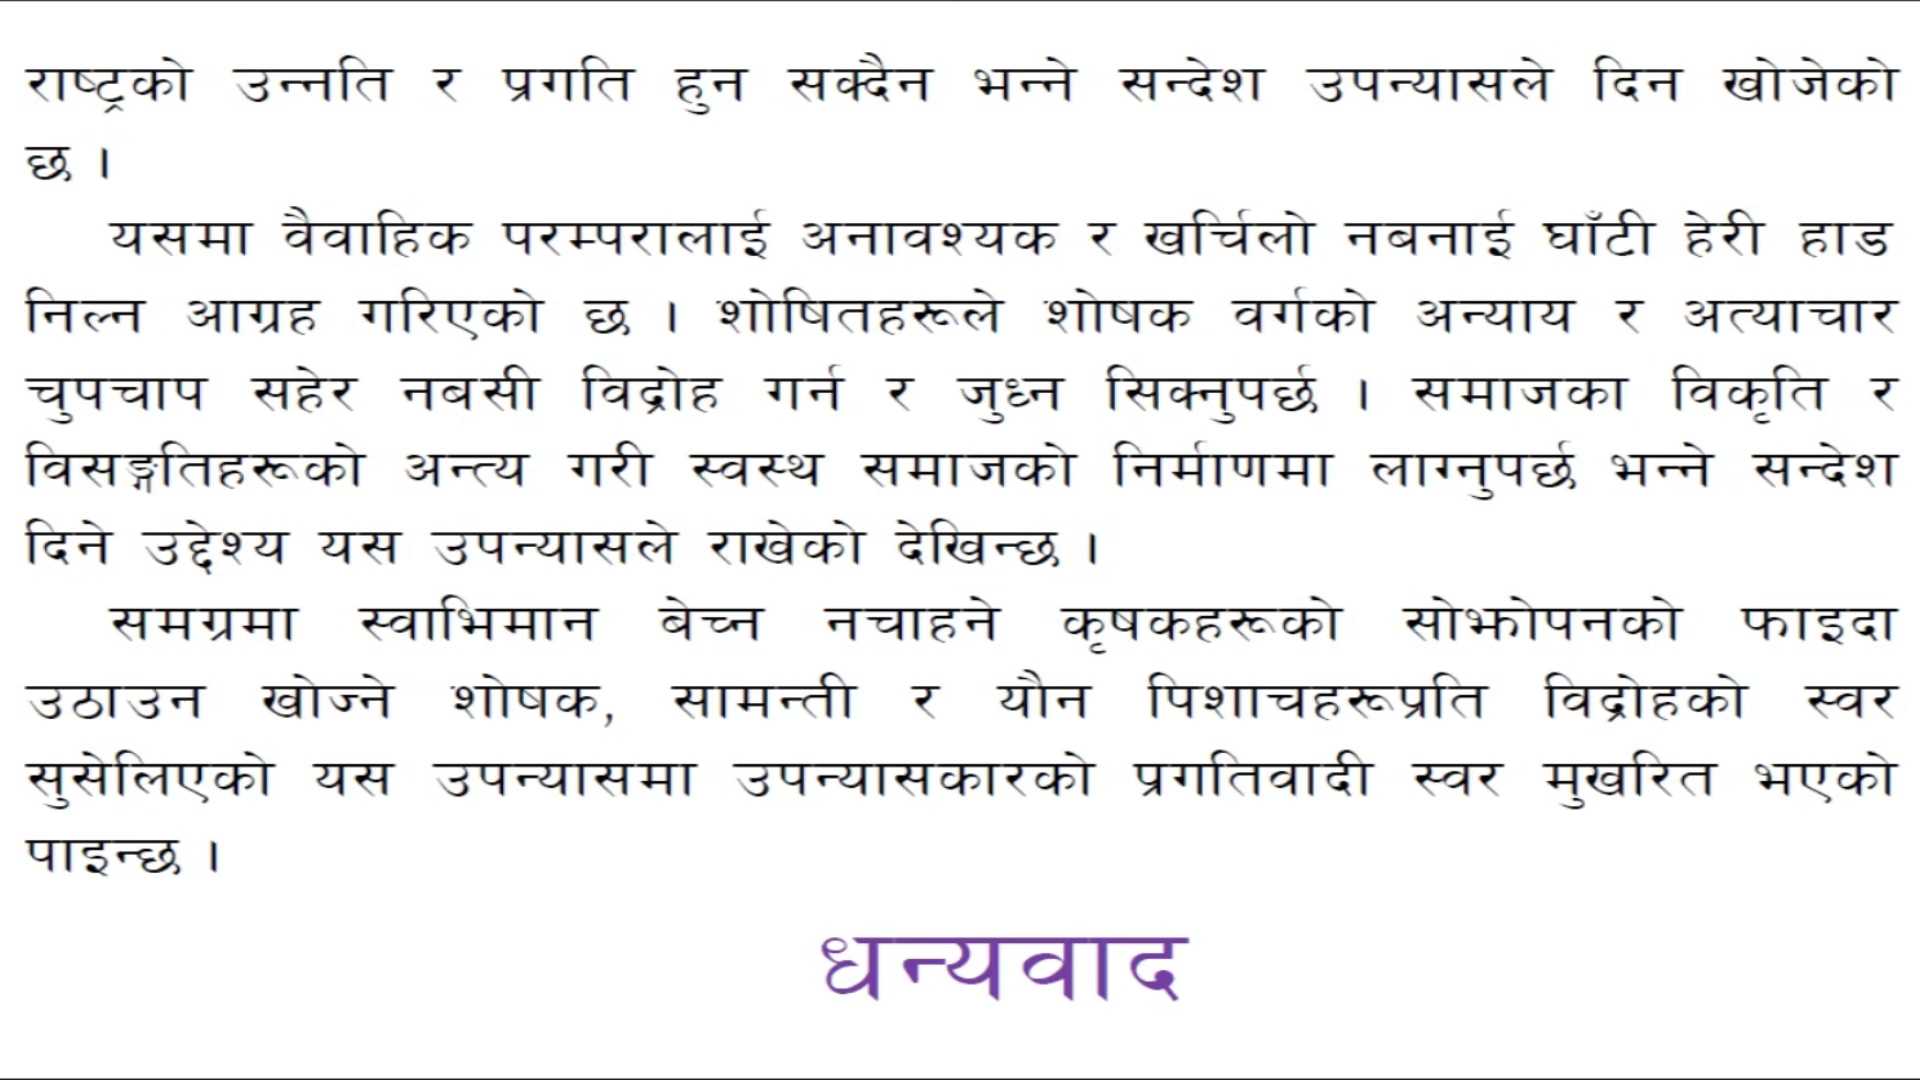 राष्ट्रको उन्नति र प्रगति हुन सक्दैन भन्ने सन्देश उपन्यासले दिन खोजेको
छ ।
यसमा वैवाहिक परम्परालाई अनावश्यक र खर्चिलो नबनाई घाँटी हेरी हाड
निल्न आग्रह गरिएको छ । शोषितहरूले शोषक वर्गको अन्याय र अत्याचार
चुपचाप सहेर नबसी विद्रोह गर्न र जुध्न सिक्नुपर्छ । समाजका विकृति र
विसङ्गतिहरूको अन्त्य गरी स्वस्थ समाजको निर्माणमा लाग्नुपर्छ भन्ने सन्देश
दिने उद्देश्य यस उपन्यासले राखेको देखिन्छ ।
समग्रमा स्वाभिमान बेच्न नचाहने कृषकहरूको सोझोपनको फाइदा
उठाउन खोज्ने शोषक, सामन्ती र यौन पिशाचहरूप्रति विद्रोहको स्वर
सुसेलिएको यस उपन्यासमा उपन्यासकारको प्रगतिवादी स्वर मुखरित भएको
पाइन्छ ।
धन्यवाद